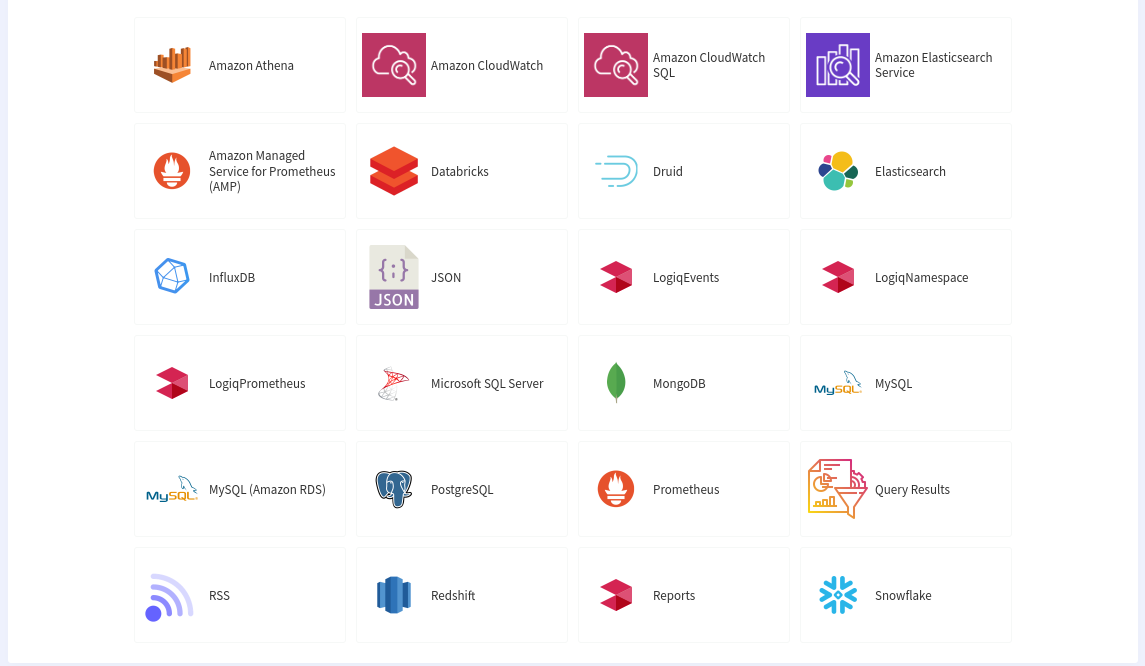 Amazon Athena
Amazon CloudWatch
Amazon CloudWatch
SQL
Amazon Elasticsearch
Service
Amazon Managed
Service for Prometheus
(AMP)
Databricks
Druid
Elasticsearch
InfluxDB
{;}
JSON
JSON
LogiqEvents
LogiqNamespace
LogiqPrometheus
Microsoft SQL Server
MongoDB
MySQL
MySQL
MySQL
MySQL (Amazon RDS)
PostgreSQL
Prometheus
Query Results
RSS
Redshift
Reports
Snowflake